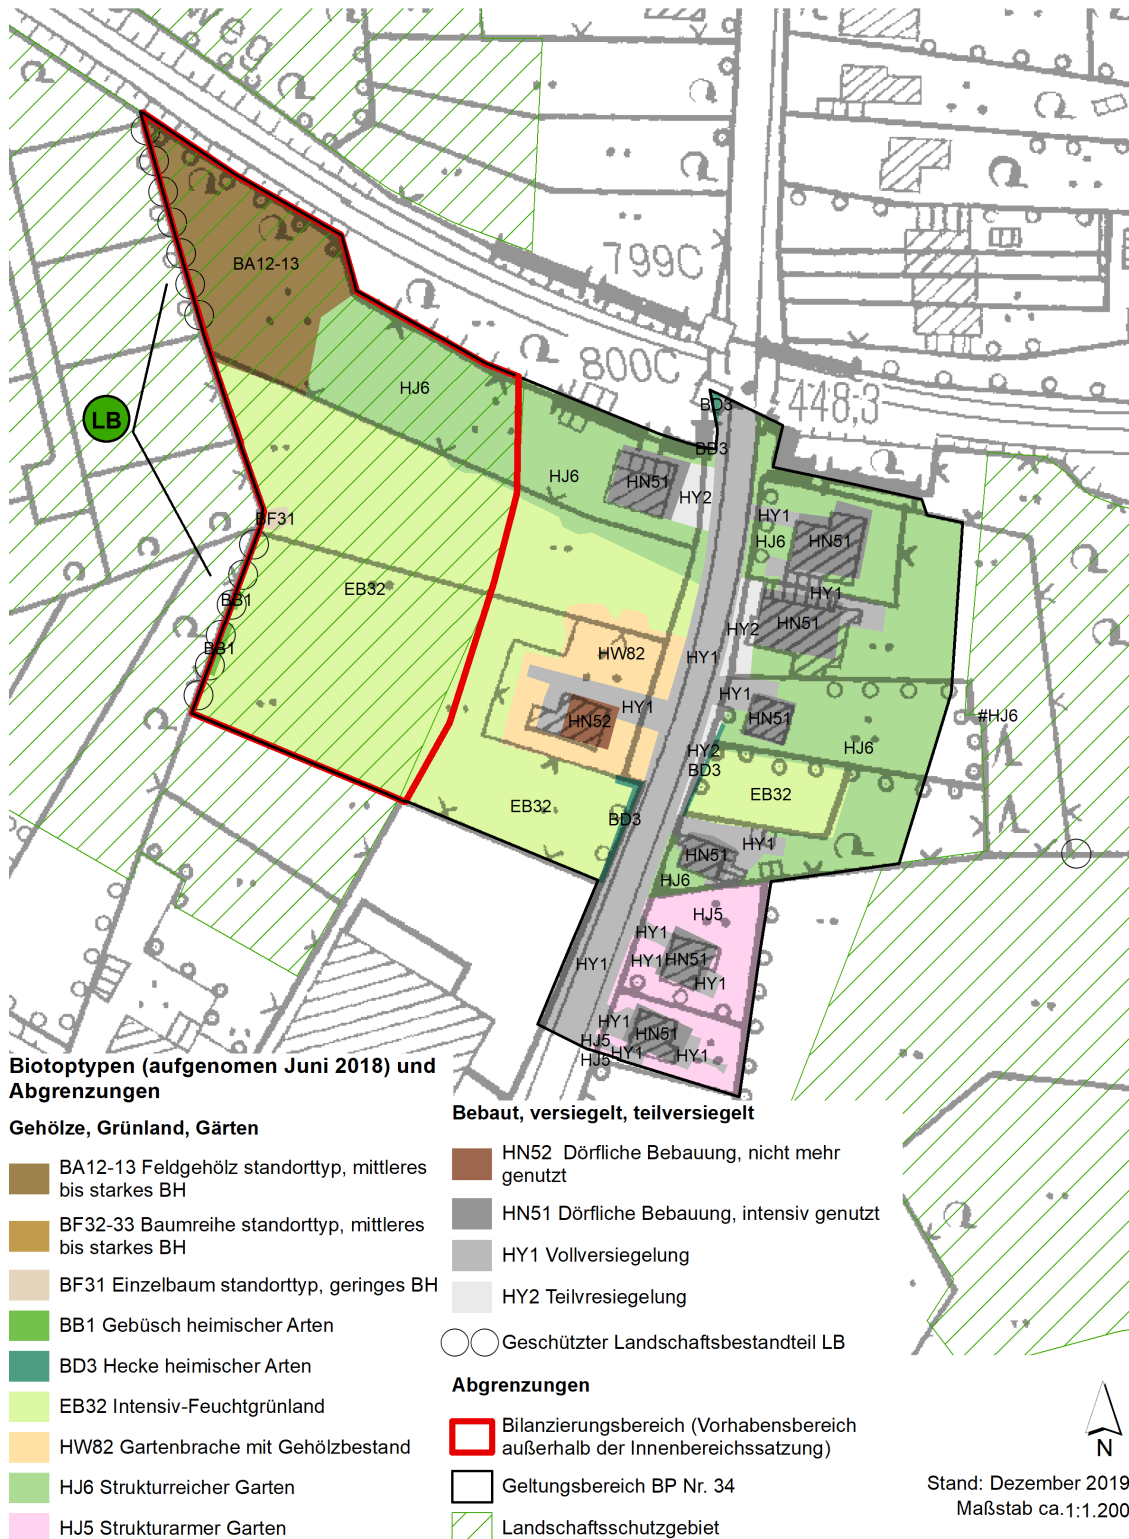 weg
799C
800C
448;3
BA12-13
HJ6
LB
BD3
BD3
HJ6
HN51
HY2
HY1
HJ6
HN51
BF31
EB32
BB1
BB1
HY1
HN51
HY2
HW82
HY1
HY1
HY1
HN52
HN51
#HJ6
HJ6
HY2
BD3
EB32
EB32
BD3
HY1
HN51
HJ6
HJ5
HY1
HY1
HN51
HY1
HY1
HY1
HN51
HJ5
HY1
HY1
HJ5
Biotoptypen (aufgenomen Juni 2018) und
Abgrenzungen
Gehölze, Grünland, Gärten
BA12-13 Feldgehölz standorttyp, mittleres
bis starkes BH
BF32-33 Baumreihe standorttyp, mittleres
bis starkes BH
BF31 Einzelbaum standorttyp, geringes BH
BB1 Gebüsch heimischer Arten
BD3 Hecke heimischer Arten
EB32 Intensiv-Feuchtgrünland
HW82 Gartenbrache mit Gehölzbestand
HJ6 Strukturreicher Garten
HJ5 Strukturarmer Garten
Bebaut, versiegelt, teilversiegelt
HN52  Dörfliche Bebauung, nicht mehr
genutzt
HN51 Dörfliche Bebauung, intensiv genutzt
HY1 Vollversiegelung
HY2 Teilvresiegelung
Geschützter Landschaftsbestandteil LB
Abgrenzungen
Bilanzierungsbereich (Vorhabensbereich
außerhalb der Innenbereichssatzung)
Geltungsbereich BP Nr. 34
Landschaftsschutzgebiet
N
Stand: Dezember 2019
Maßstab ca.1:1.200